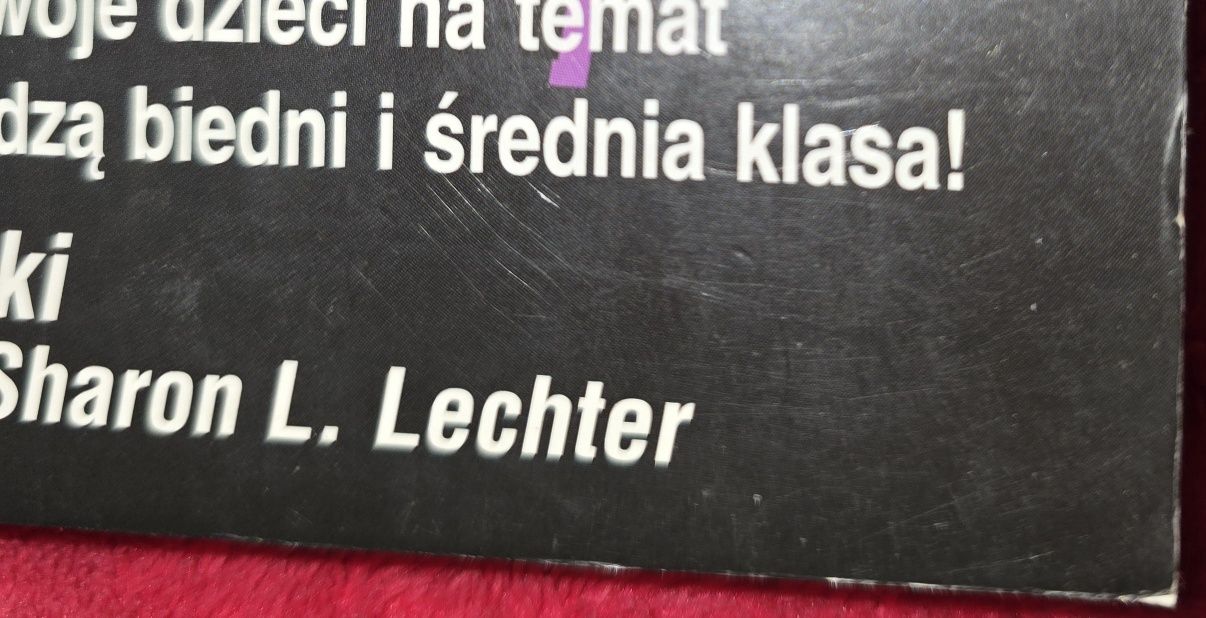 woje dzieci na temat
dzą biedni i średnia klasa!
ki
Sharon L. Lechter